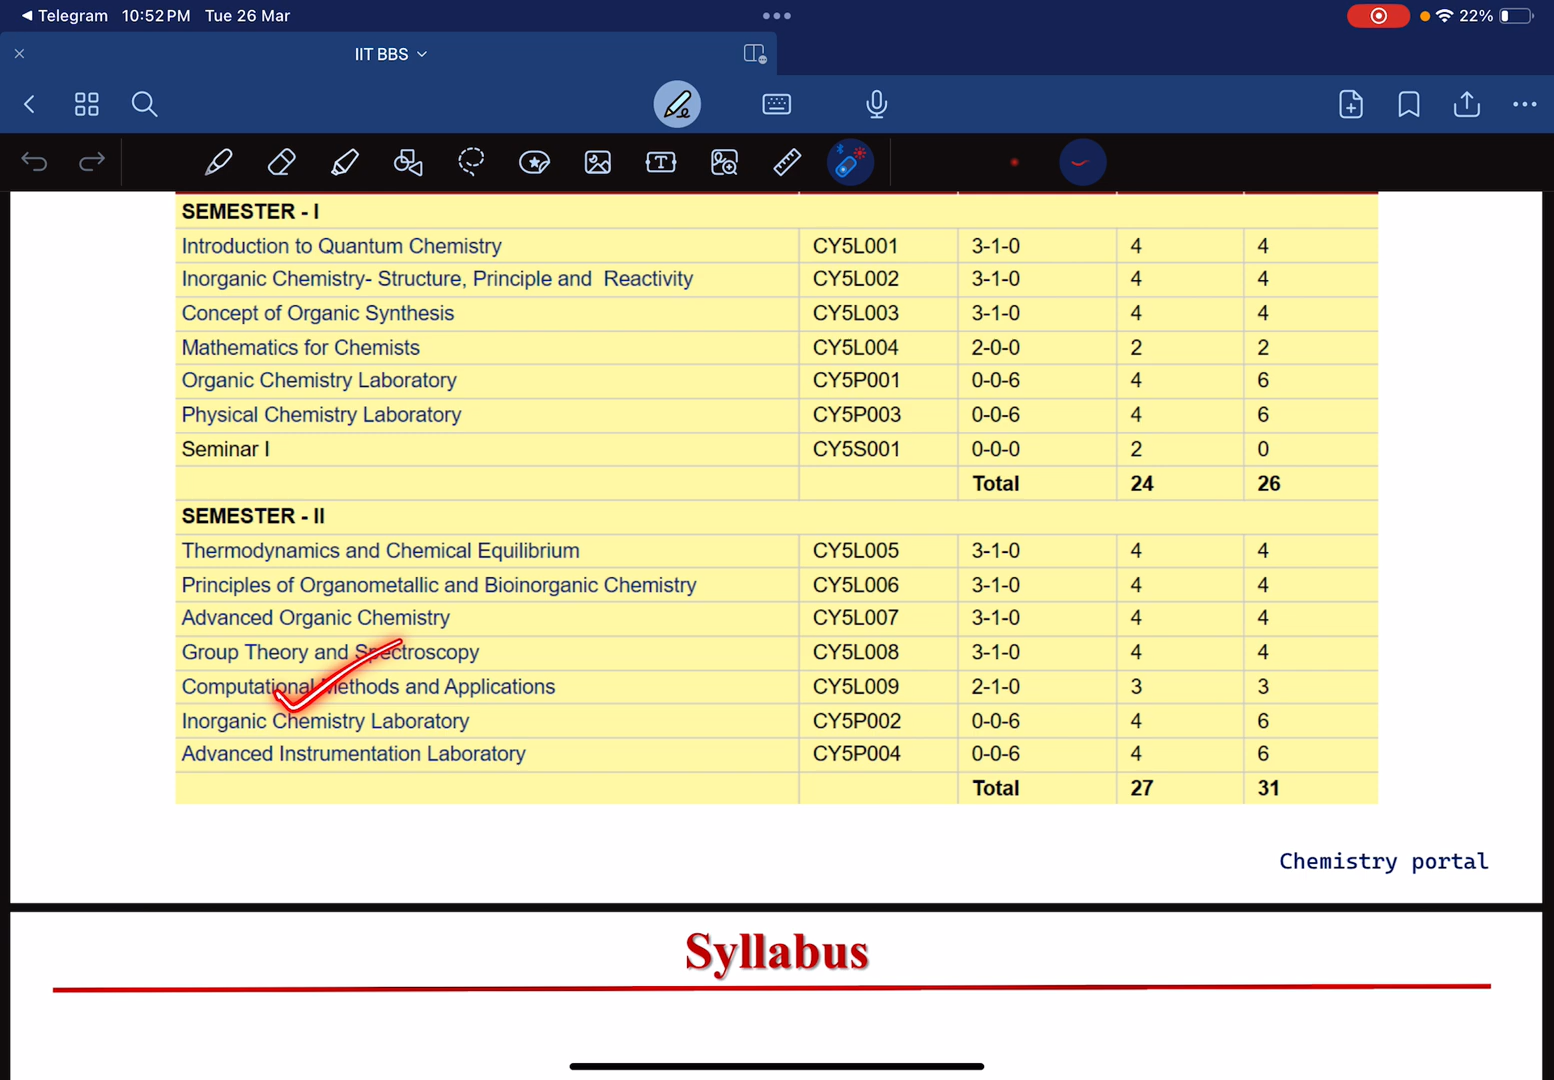 Telegram 10:52 PM Tue 26 Mar 22%
IIT BBS
SEMESTER - I
Introduction to Quantum Chemistry CY5L001 3-1-0 4 4
Inorganic Chemistry- Structure, Principle and Reactivity CY5L002 3-1-0 4 4
Concept of Organic Synthesis CY5L003 3-1-0 4 4
Mathematics for Chemists CY5L004 2-0-0 2 2
Organic Chemistry Laboratory CY5P001 0-0-6 4 6
Physical Chemistry Laboratory CY5P003 0-0-6 4 6
Seminar I CY5S001 0-0-0 2 0
Total 24 26
SEMESTER - II
Thermodynamics and Chemical Equilibrium CY5L005 3-1-0 4 4
Principles of Organometallic and Bioinorganic Chemistry CY5L006 3-1-0 4 4
Advanced Organic Chemistry CY5L007 3-1-0 4 4
Group Theory and Spectroscopy CY5L008 3-1-0 4 4
Computational Methods and Applications CY5L009 2-1-0 3 3
Inorganic Chemistry Laboratory CY5P002 0-0-6 4 6
Advanced Instrumentation Laboratory CY5P004 0-0-6 4 6
Total 27 31
Chemistry portal
Syllabus